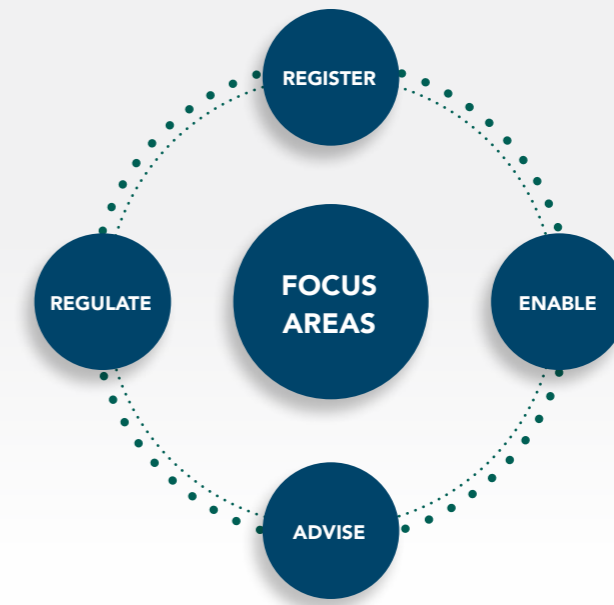 REGISTER
REGULATE
FOCUS
AREAS
ENABLE
ADVISE